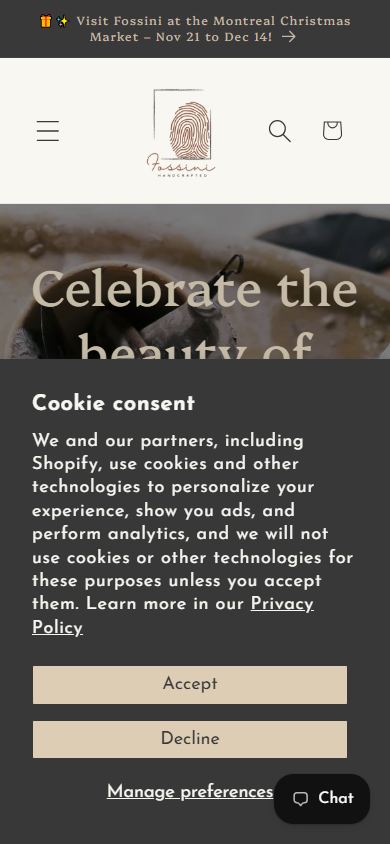 🎁✨ Visit Fossini at the Montreal Christmas
Market – Nov 21 to Dec 14! →
Fossini
HANDCRAFTED
Celebrate the
beauty of
Cookie consent
We and our partners, including
Shopify, use cookies and other
technologies to personalize your
experience, show you ads, and
perform analytics, and we will not
use cookies or other technologies for
these purposes unless you accept
them. Learn more in our Privacy
Policy
Accept
Decline
Manage preferences
Chat